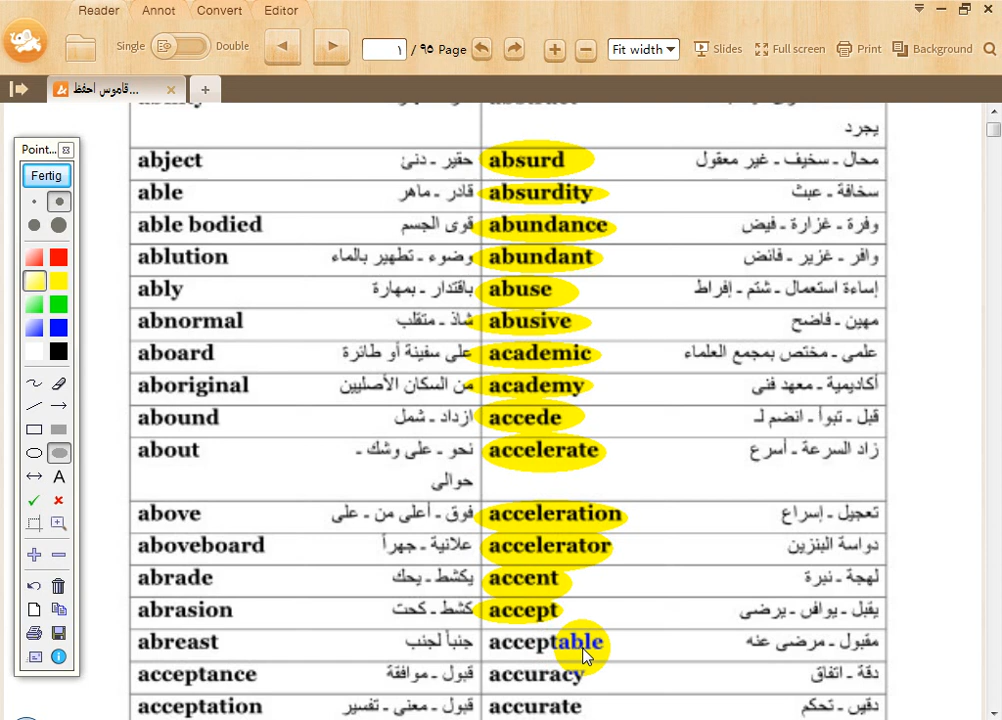 Reader Annot Convert Editor
Single Double ١ / ٩٥ Page Fit width Slides Full screen Print Background
قاموس احفظ...
Point...
Fertig
A
يجرد
abject حقير ـ دنئ absurd محال ـ سخيف ـ غير معقول
able قادر ـ ماهر absurdity سخافة ـ عبث
able bodied قوى الجسم abundance وفرة ـ غزارة ـ فيض
ablution وضوء ـ تطهير بالماء abundant وافر ـ غزير ـ فائض
ably باقتدار ـ بمهارة abuse إساءة استعمال ـ شتم ـ إفراط
abnormal شاذ ـ متقلب abusive مهين ـ فاضح
aboard على سفينة أو طائرة academic علمى ـ مختص بمجمع العلماء
aboriginal من السكان الأصليين academy أكاديمية ـ معهد فنى
abound ازداد ـ شمل accede قبل ـ تبوأ ـ انضم لـ
about نحو ـ على وشك ـ accelerate زاد السرعة ـ أسرع
حوالى
above فوق ـ أعلى من ـ على acceleration تعجيل ـ إسراع
aboveboard علانية ـ جهراً accelerator دواسة البنزين
abrade يكشط ـ يحك accent لهجة ـ نبرة
abrasion كشط ـ كحت accept يقبل ـ يوافى ـ يرضى
abreast جنباً لجنب acceptable مقبول ـ مرضى عنه
acceptance قبول ـ موافقة accuracy دقة ـ اتفاق
acceptation قبول ـ معنى ـ تفسير accurate دقيق ـ تحكم